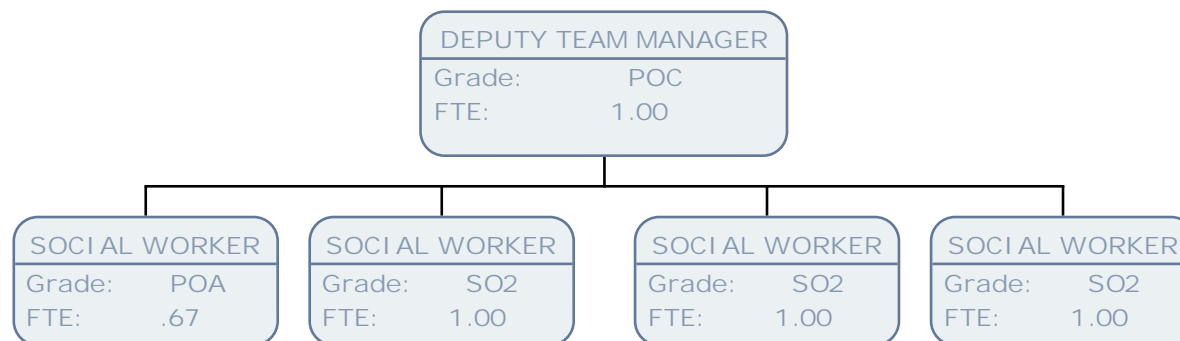 DEPUTY TEAM MANAGER
Grade: POC
FTE: 1.00
SOCIAL WORKER
Grade: POA
FTE: .67
SOCIAL WORKER
Grade: SO2
FTE: 1.00
SOCIAL WORKER
Grade: SO2
FTE: 1.00
SOCIAL WORKER
Grade: SO2
FTE: 1.00